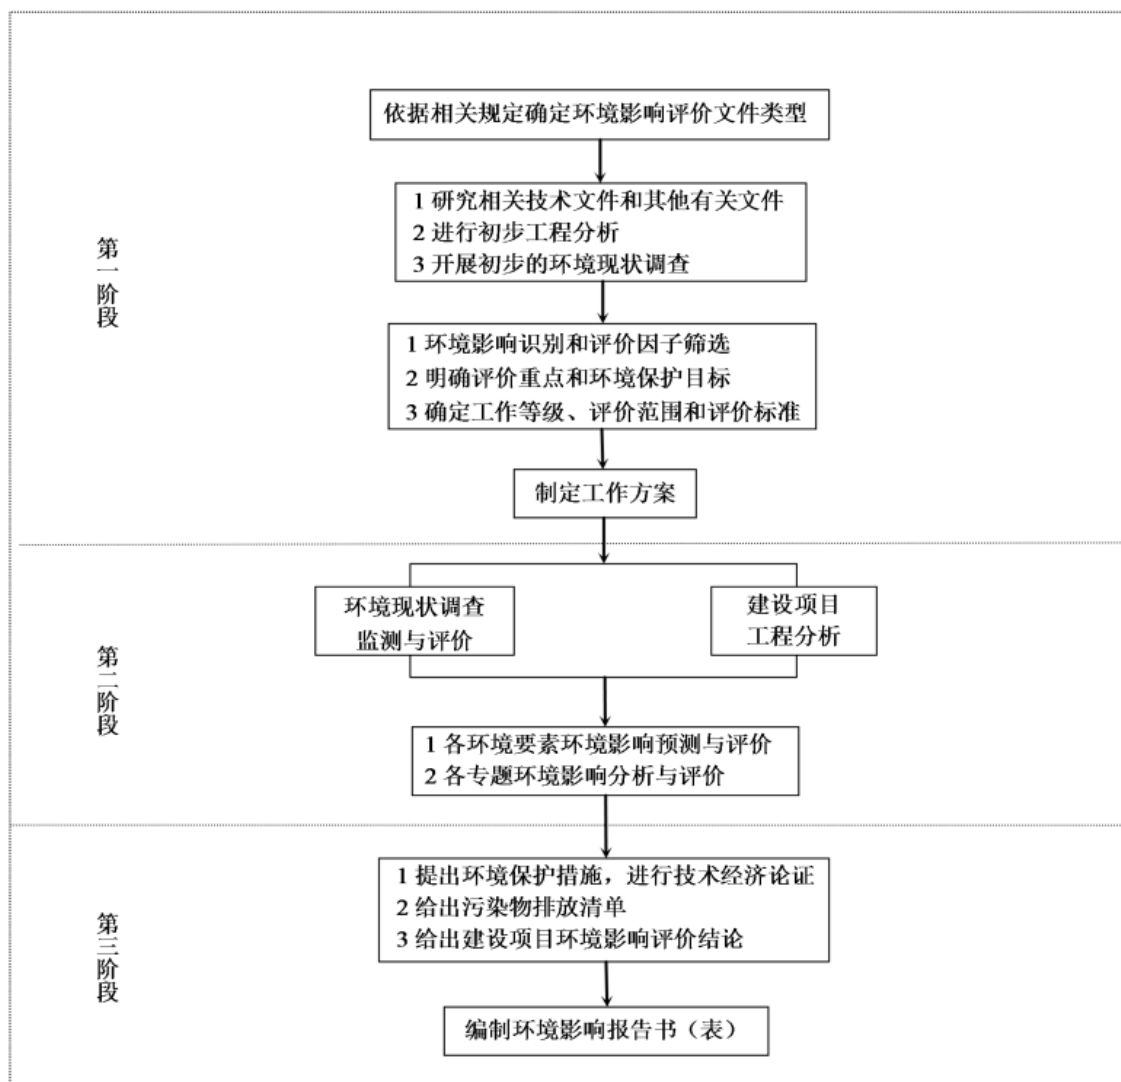 依据相关规定确定环境影响评价文件类型
1 研究相关技术文件和其他有关文件
2 进行初步工程分析
3 开展初步的环境现状调查
第一阶段
1 环境影响识别和评价因子筛选
2 明确评价重点和环境保护目标
3 确定工作等级、评价范围和评价标准
制定工作方案
环境现状调查
监测与评价
建设项目
工程分析
第二阶段
1 各环境要素环境影响预测与评价
2 各专题环境影响分析与评价
1 提出环境保护措施，进行技术经济论证
2 给出污染物排放清单
3 给出建设项目环境影响评价结论
第三阶段
编制环境影响报告书（表）